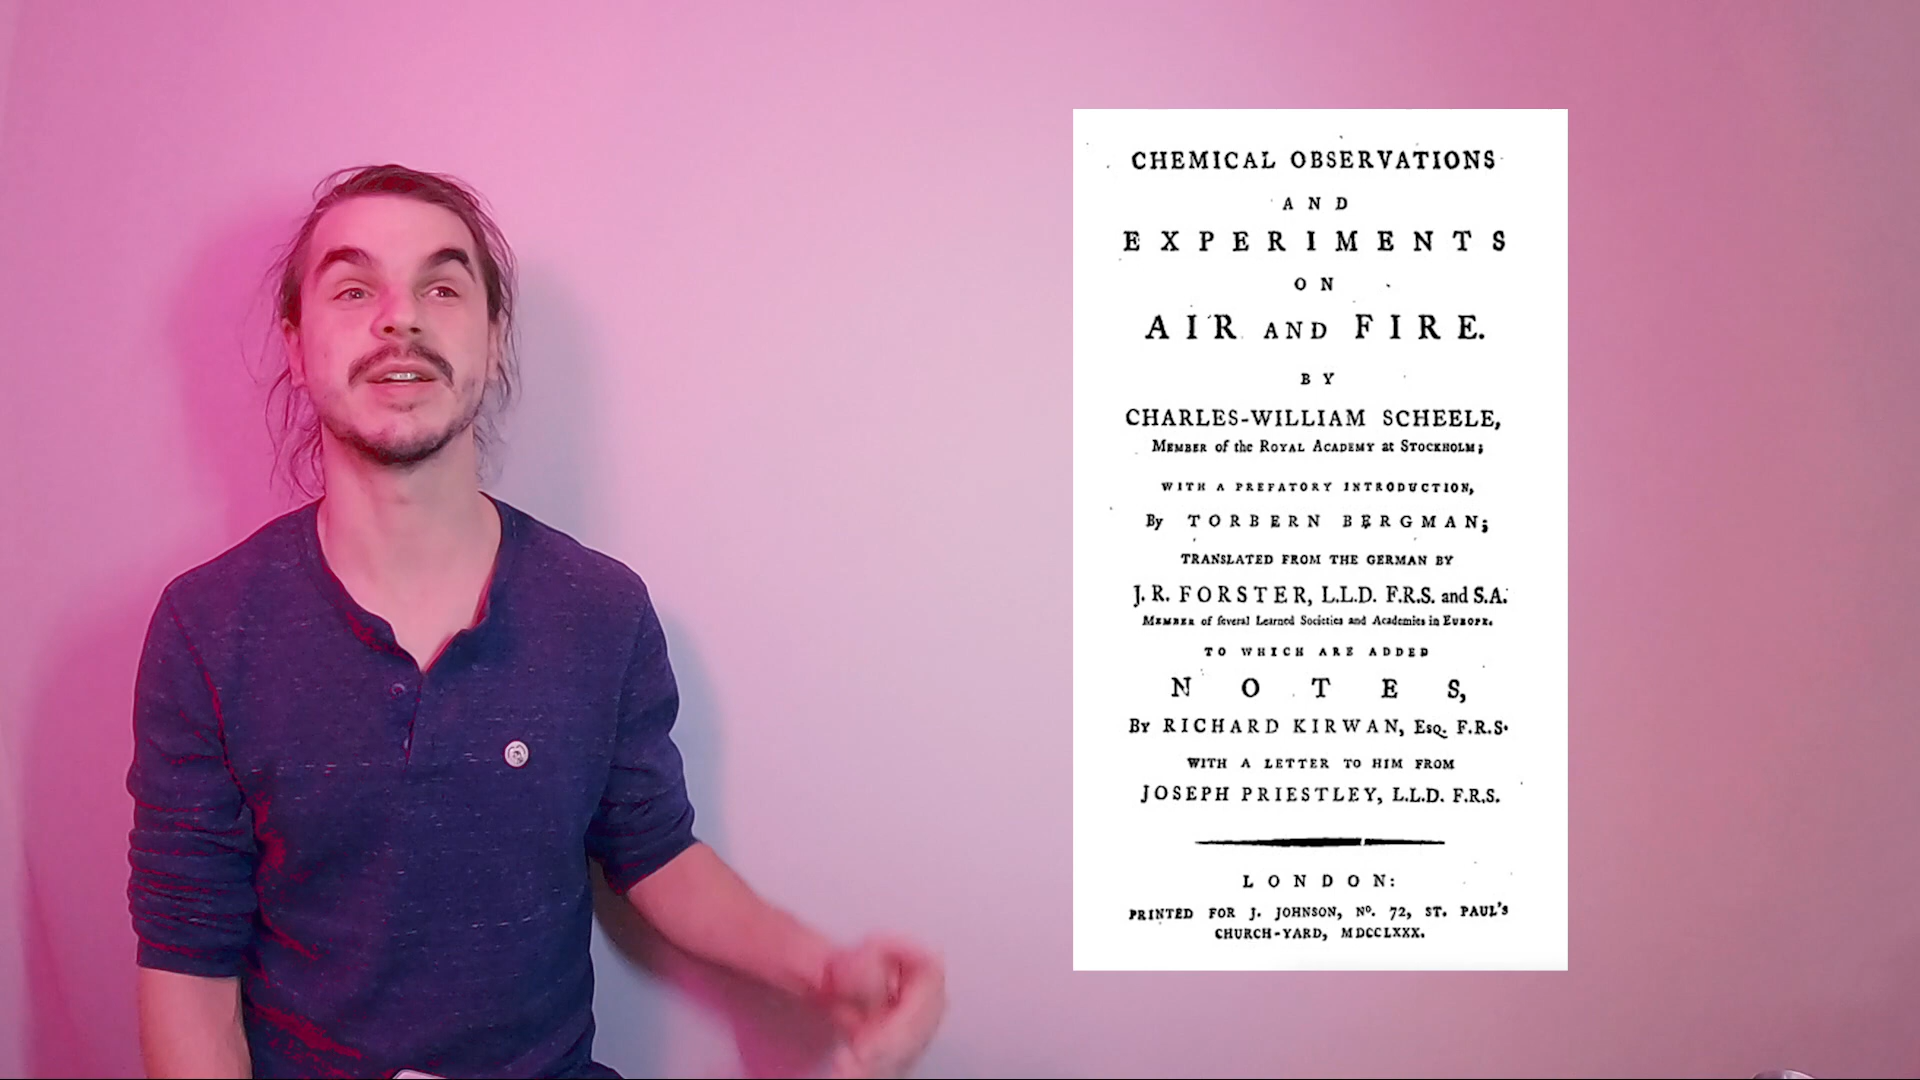 CHEMICAL OBSERVATIONS
AND
EXPERIMENTS
ON
AIR AND FIRE.
BY
CHARLES-WILLIAM SCHEELE,
MEMBER of the ROYAL ACADEMY at STOCKHOLM;
WITH A PREFATORY INTRODUCTION,
By TORBERN BERGMAN;
TRANSLATED FROM THE GERMAN BY
J. R. FORSTER, L.L.D. F.R.S. and S.A.
MEMBER of ſeveral Learned Societies and Academies in EUROPE.
TO WHICH ARE ADDED
NOTES,
BY RICHARD KIRWAN, ESQ. F.R.S.
WITH A LETTER TO HIM FROM
JOSEPH PRIESTLEY, L.L.D. F.R.S.
LONDON:
PRINTED FOR J. JOHNSON, No. 72, ST. PAUL'S
CHURCH-YARD, MDCCLXXX.